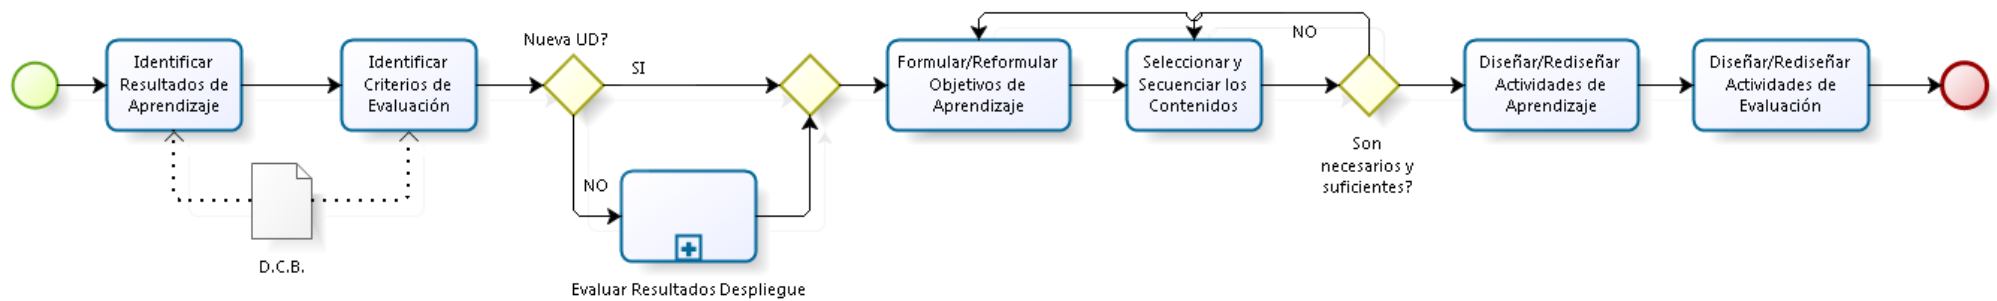 Identificar
Resultados de
Aprendizaje
Identificar
Criterios de
Evaluación
Nueva UD?
SI
NO
D.C.B.
Evaluar Resultados Despliegue
Formular/Reformular
Objetivos de
Aprendizaje
Seleccionar y
Secuenciar los
Contenidos
NO
Son
necesarios y
suficientes?
Diseñar/Rediseñar
Actividades de
Aprendizaje
Diseñar/Rediseñar
Actividades de
Evaluación